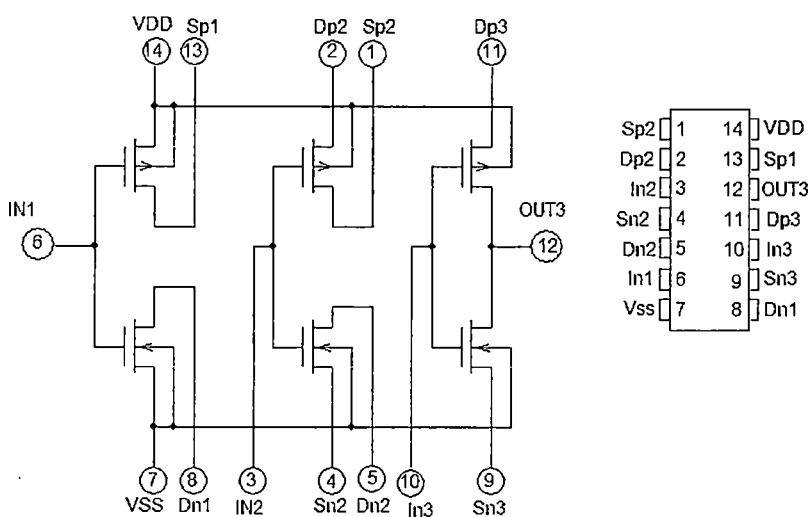 VDD Sp1 Dp2 Sp2 Dp3
14 13 2 1 11
IN1
6
OUT3
12
7 8 3 4 5 10 9
VSS Dn1 IN2 Sn2 Dn2 In3 Sn3
Sp2 1 14 VDD
Dp2 2 13 Sp1
In2 3 12 OUT3
Sn2 4 11 Dp3
Dn2 5 10 In3
In1 6 9 Sn3
Vss 7 8 Dn1